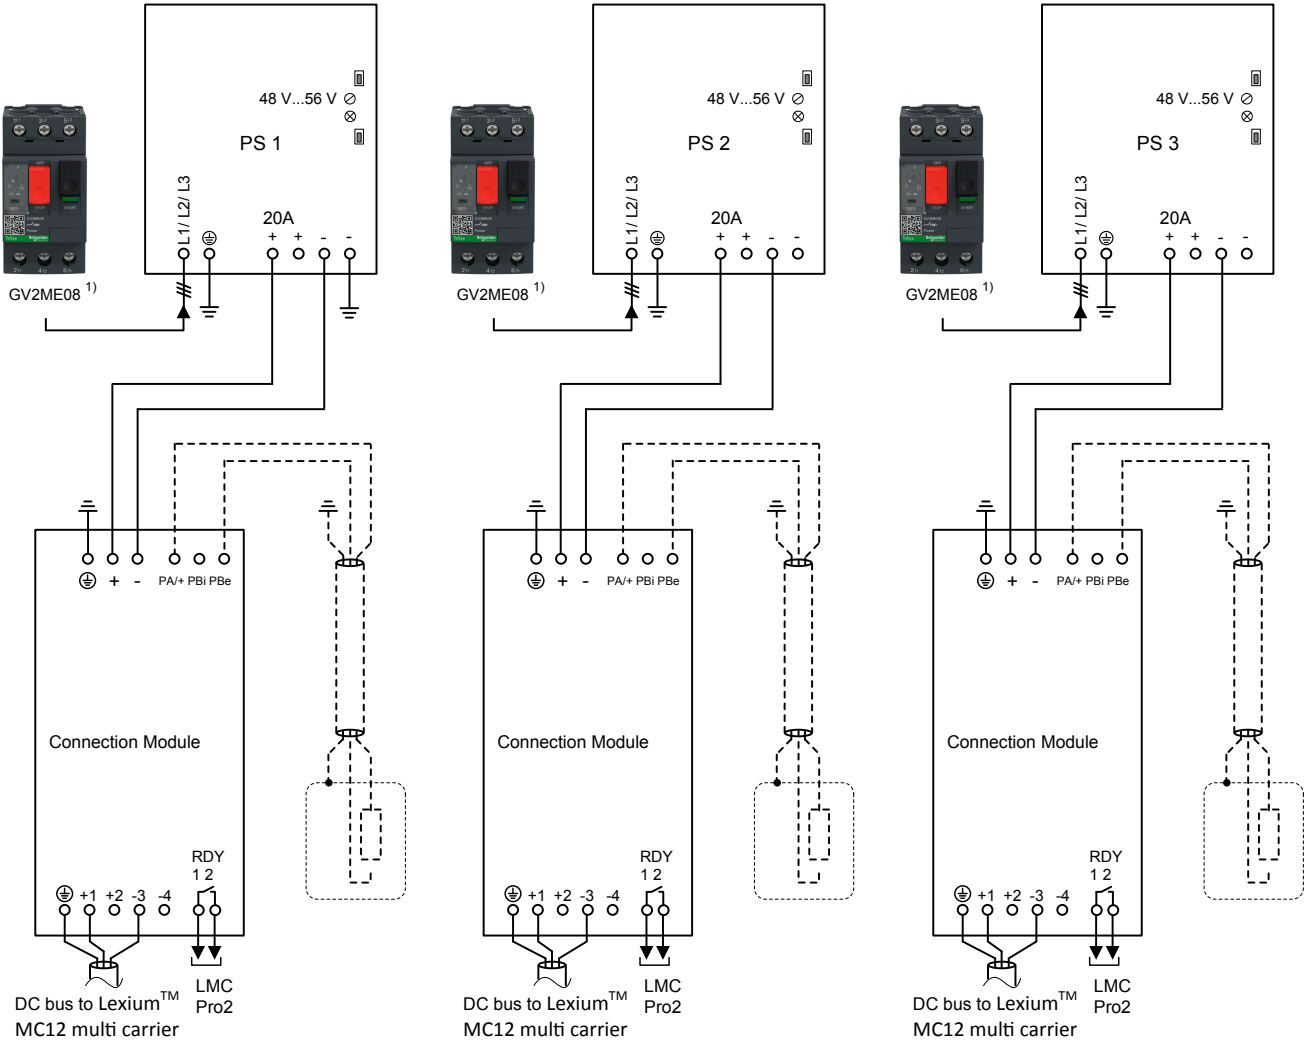 48 V...56 V
PS 1
L1/ L2/ L3
20A
+ + - -
GV2ME08 1)
+ - PA/+ PBi PBe
Connection Module
RDY
1 2
+1 +2 -3 -4
LMC
Pro2
DC bus to Lexium™
MC12 multi carrier
48 V...56 V
PS 2
L1/ L2/ L3
20A
+ + - -
GV2ME08 1)
+ - PA/+ PBi PBe
Connection Module
RDY
1 2
+1 +2 -3 -4
LMC
Pro2
DC bus to Lexium™
MC12 multi carrier
48 V...56 V
PS 3
L1/ L2/ L3
20A
+ + - -
GV2ME08 1)
+ - PA/+ PBi PBe
Connection Module
RDY
1 2
+1 +2 -3 -4
LMC
Pro2
DC bus to Lexium™
MC12 multi carrier